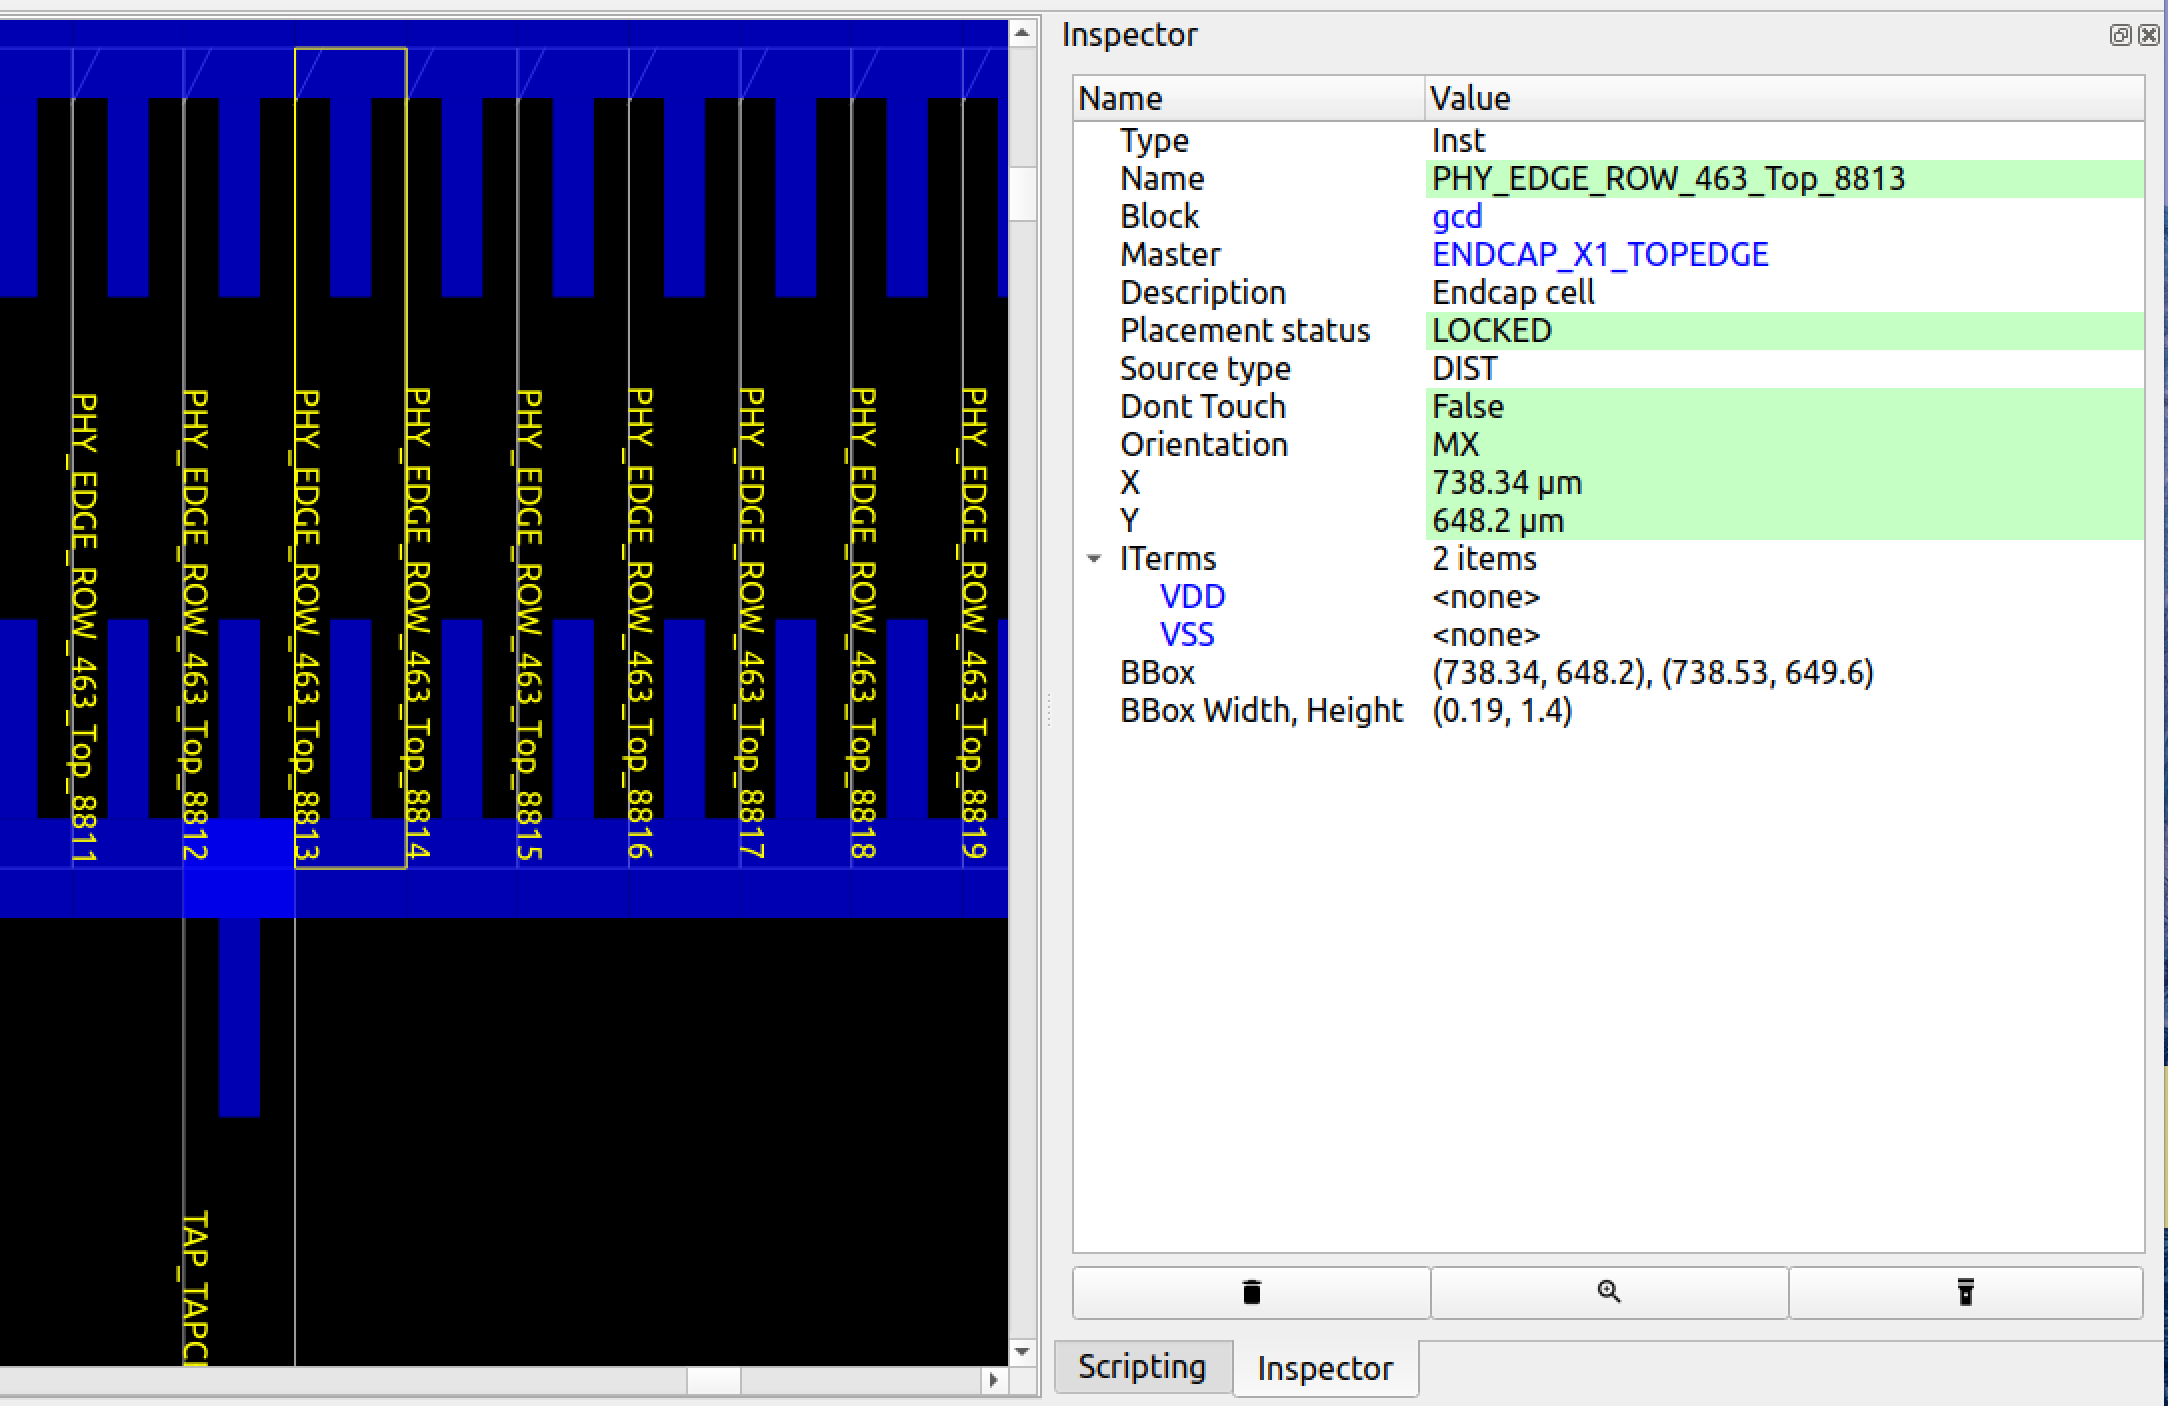 PHY_EDGE_ROW_463_Top_8811
PHY_EDGE_ROW_463_Top_8812
PHY_EDGE_ROW_463_Top_8813
PHY_EDGE_ROW_463_Top_8814
PHY_EDGE_ROW_463_Top_8815
PHY_EDGE_ROW_463_Top_8816
PHY_EDGE_ROW_463_Top_8817
PHY_EDGE_ROW_463_Top_8818
PHY_EDGE_ROW_463_Top_8819
Inspector
Name Value
Type Inst
Name PHY_EDGE_ROW_463_Top_8813
Block gcd
Master ENDCAP_X1_TOPEDGE
Description Endcap cell
Placement status LOCKED
Source type DIST
Dont Touch False
Orientation MX
X 738.34 μm
Y 648.2 μm
ITerms 2 items
VDD <none>
VSS <none>
BBox (738.34, 648.2), (738.53, 649.6)
BBox Width, Height (0.19, 1.4)
Scripting Inspector